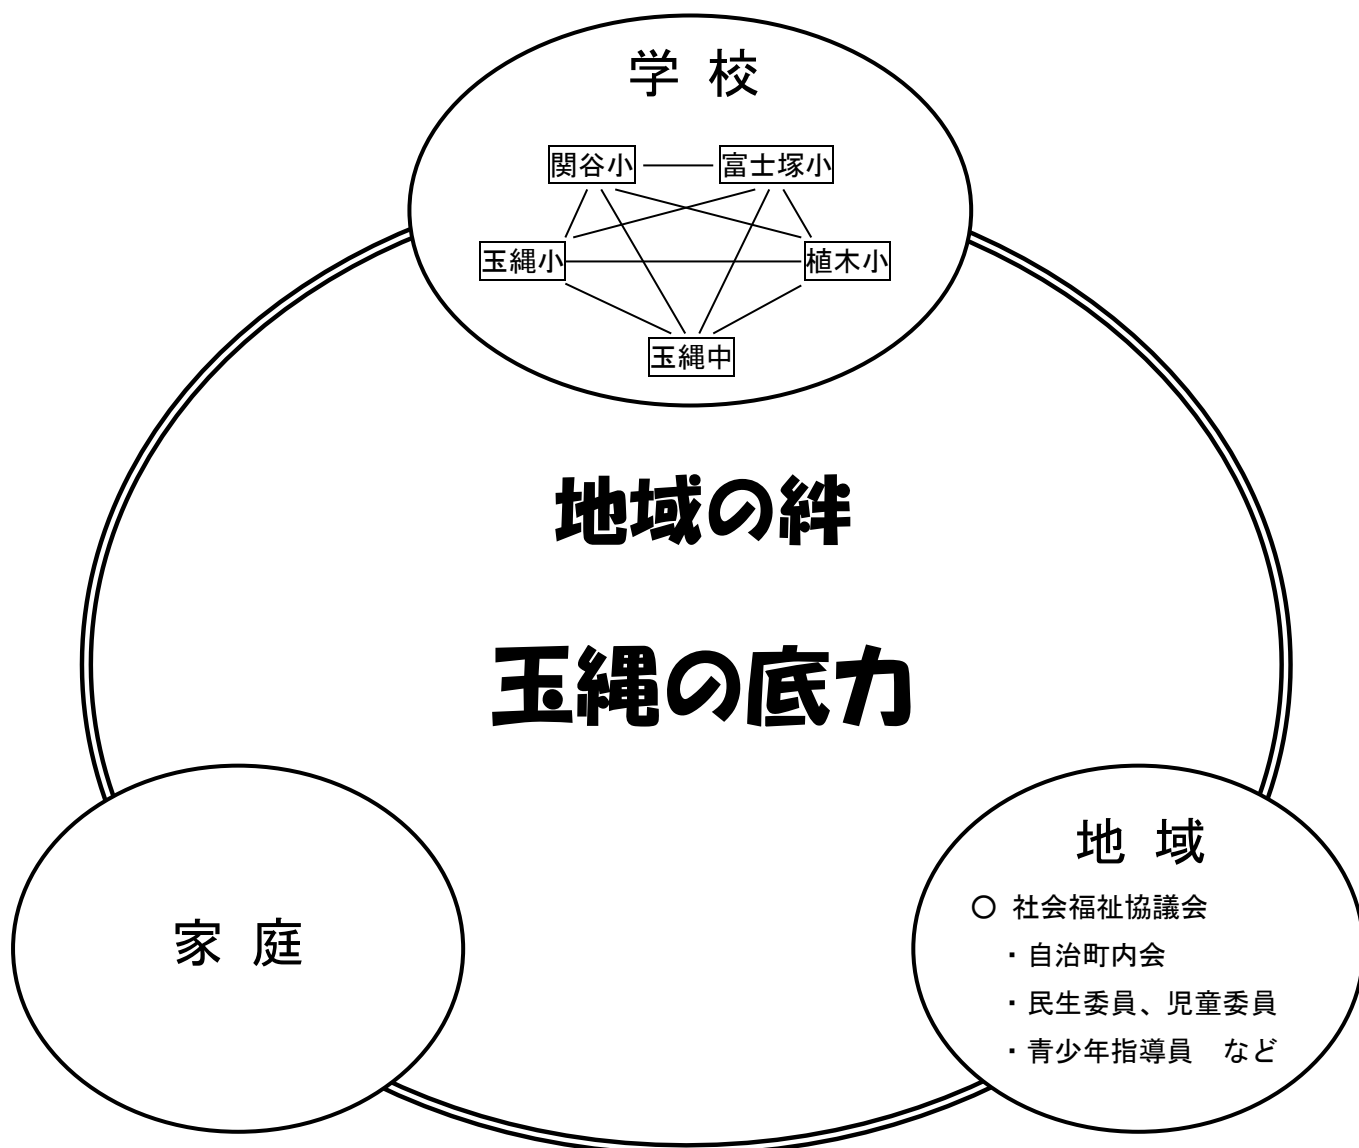 学 校
関谷小
富士塚小
玉縄小
植木小
玉縄中
地域の絆
玉縄の底力
家 庭
地 域
○ 社会福祉協議会
・自治町内会
・民生委員、児童委員
・青少年指導員　など